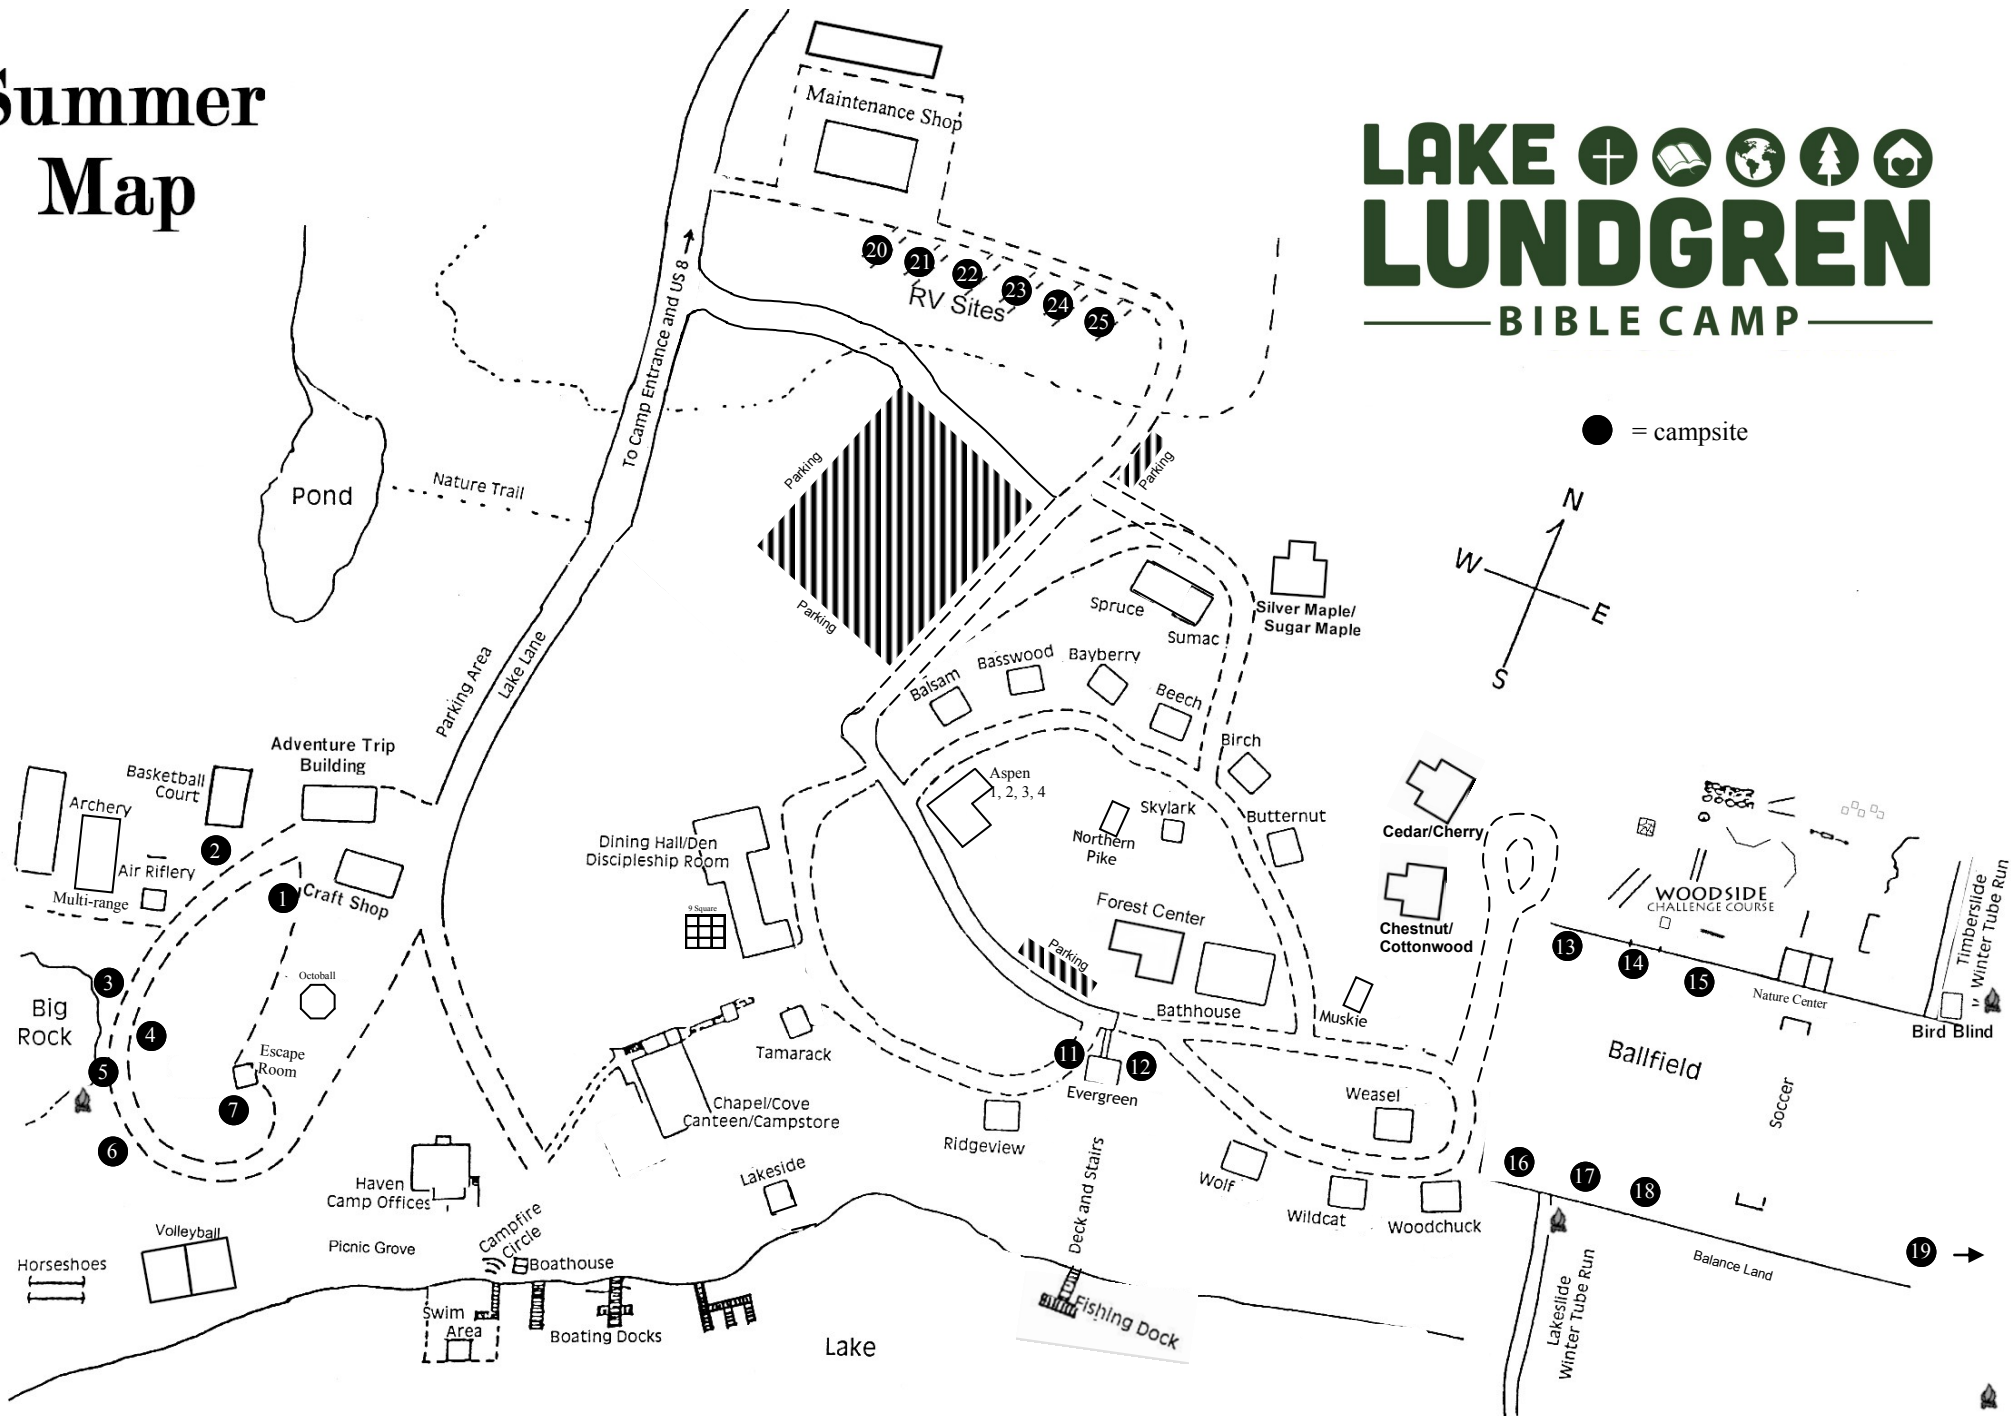 Summer
Map
LAKE
LUNDGREN
BIBLE CAMP
= campsite
N
W
E
S
Maintenance Shop
20
21
22
23
24
25
RV Sites
To Camp Entrance and US 8
Pond
Nature Trail
Parking
Parking
Parking
Parking Area
Lake Lane
Spruce
Sumac
Silver Maple/
Sugar Maple
Balsam
Basswood
Bayberry
Beech
Birch
Butternut
Aspen
1, 2, 3, 4
Skylark
Northern
Pike
Cedar/Cherry
Chestnut/
Cottonwood
Adventure Trip
Building
Basketball
Court
Archery
2
Air Riflery
Multi-range
1
Craft Shop
Dining Hall/Den
Discipleship Room
9 Square
Forest Center
Parking
Bathhouse
Muskie
WOODSIDE
CHALLENGE COURSE
Timberslide
Winter Tube Run
13
14
15
Nature Center
Bird Blind
Ballfield
Soccer
3
Big
Rock
4
5
6
7
Octoball
Escape
Room
Tamarack
Chapel/Cove
Canteen/Campstore
11
12
Evergreen
Ridgeview
Weasel
Wolf
Wildcat
Woodchuck
16
17
18
19
Balance Land
Lakeslide
Winter Tube Run
Haven
Camp Offices
Lakeside
Deck and Stairs
Volleyball
Horseshoes
Picnic Grove
Campfire
Circle
Boathouse
Swim
Area
Boating Docks
Lake
Fishing Dock